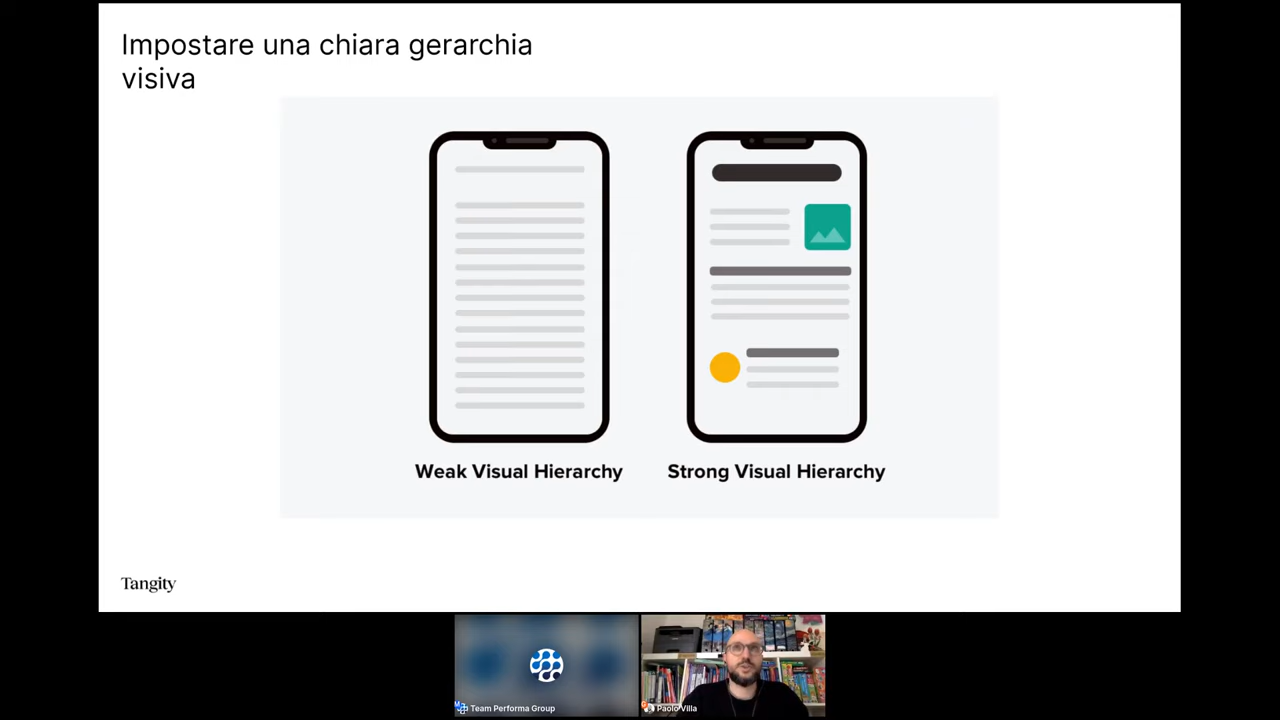 Impostare una chiara gerarchia
visiva
Weak Visual Hierarchy
Strong Visual Hierarchy
Tangity
Team Performa Group
Paolo Villa